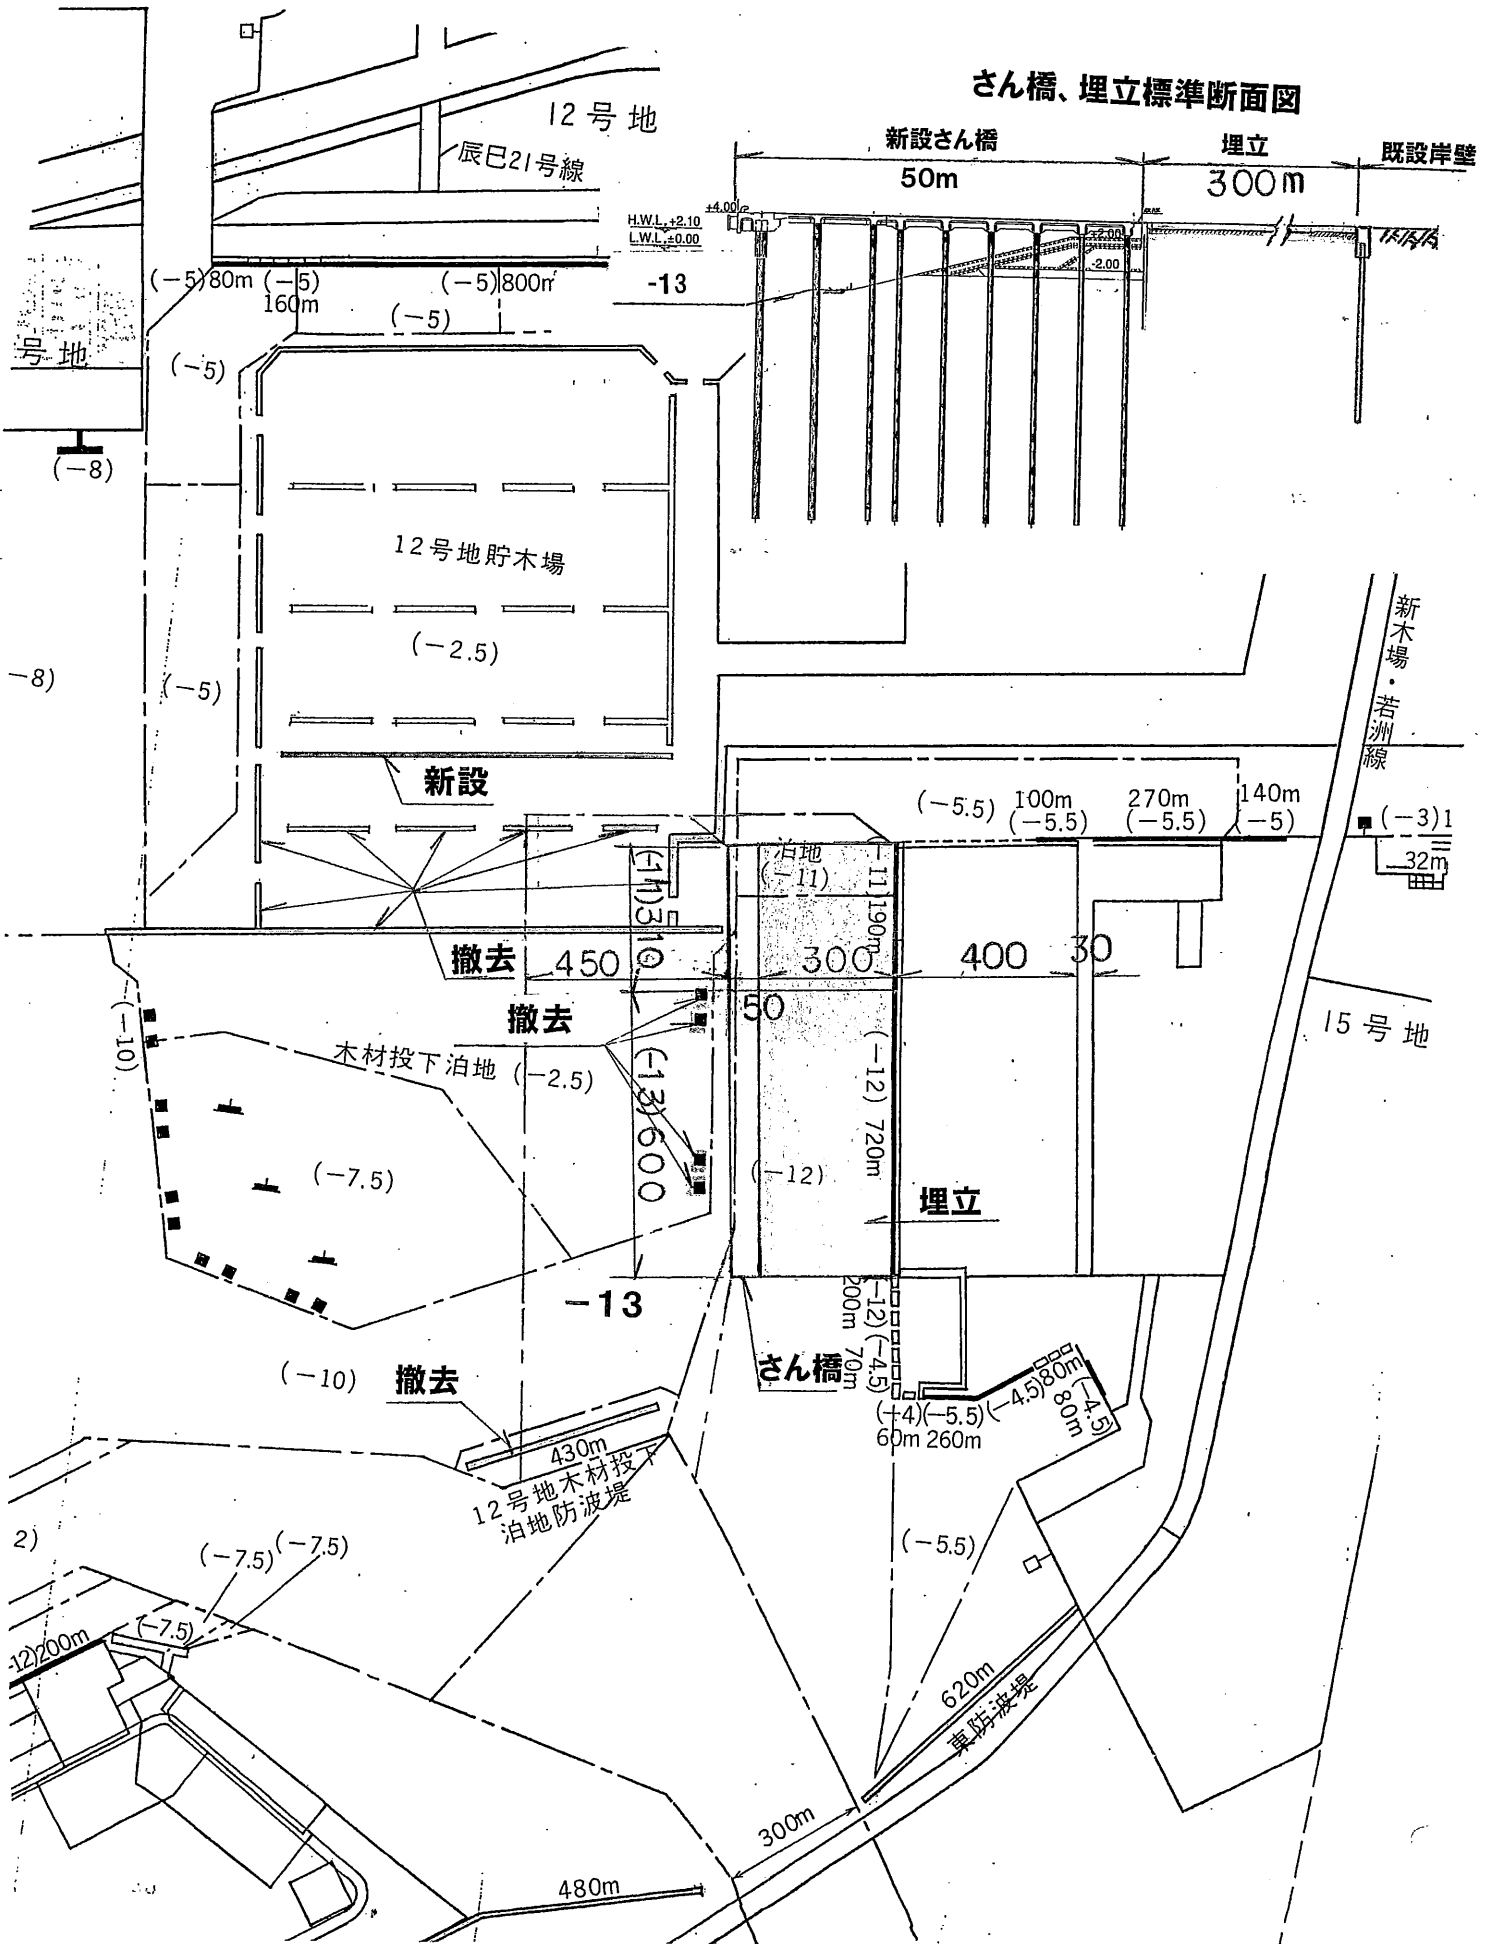 さん橋、埋立標準断面図
新設さん橋
埋立
既設岸壁
50m
300m
+4.00
H.W.L.+2.10
L.W.L.±0.00
+2.00
-2.00
-13
12号地
辰巳21号線
(-5)80m
(-5)
160m
(-5)
800㎡
(-5)
号地
(-5)
(-8)
12号地貯木場
(-2.5)
-8)
(-5)
新木場・若洲線
新設
(-5.5)
100m
(-5.5)
270m
(-5.5)
140m
(-5)
(-3)1
32m
泊地
(-11)
(-11)190m
(-11)310
撤去
450
300
400
30
50
撤去
15号地
(-10)
木材投下泊地
(-2.5)
(-13)600
(-12) 720m
(-7.5)
(-12)
埋立
-13
(-12)
200m
(-4.5)
70m
さん橋
(-10)
撤去
(-4)
60m
(-5.5)
260m
(-4.5)80m
(-4.5)
80m
430m
12号地木材投下
泊地防波堤
2)
(-7.5)
(-7.5)
(-5.5)
(-7.5)
-12)200m
620m
東防波堤
300m
480m